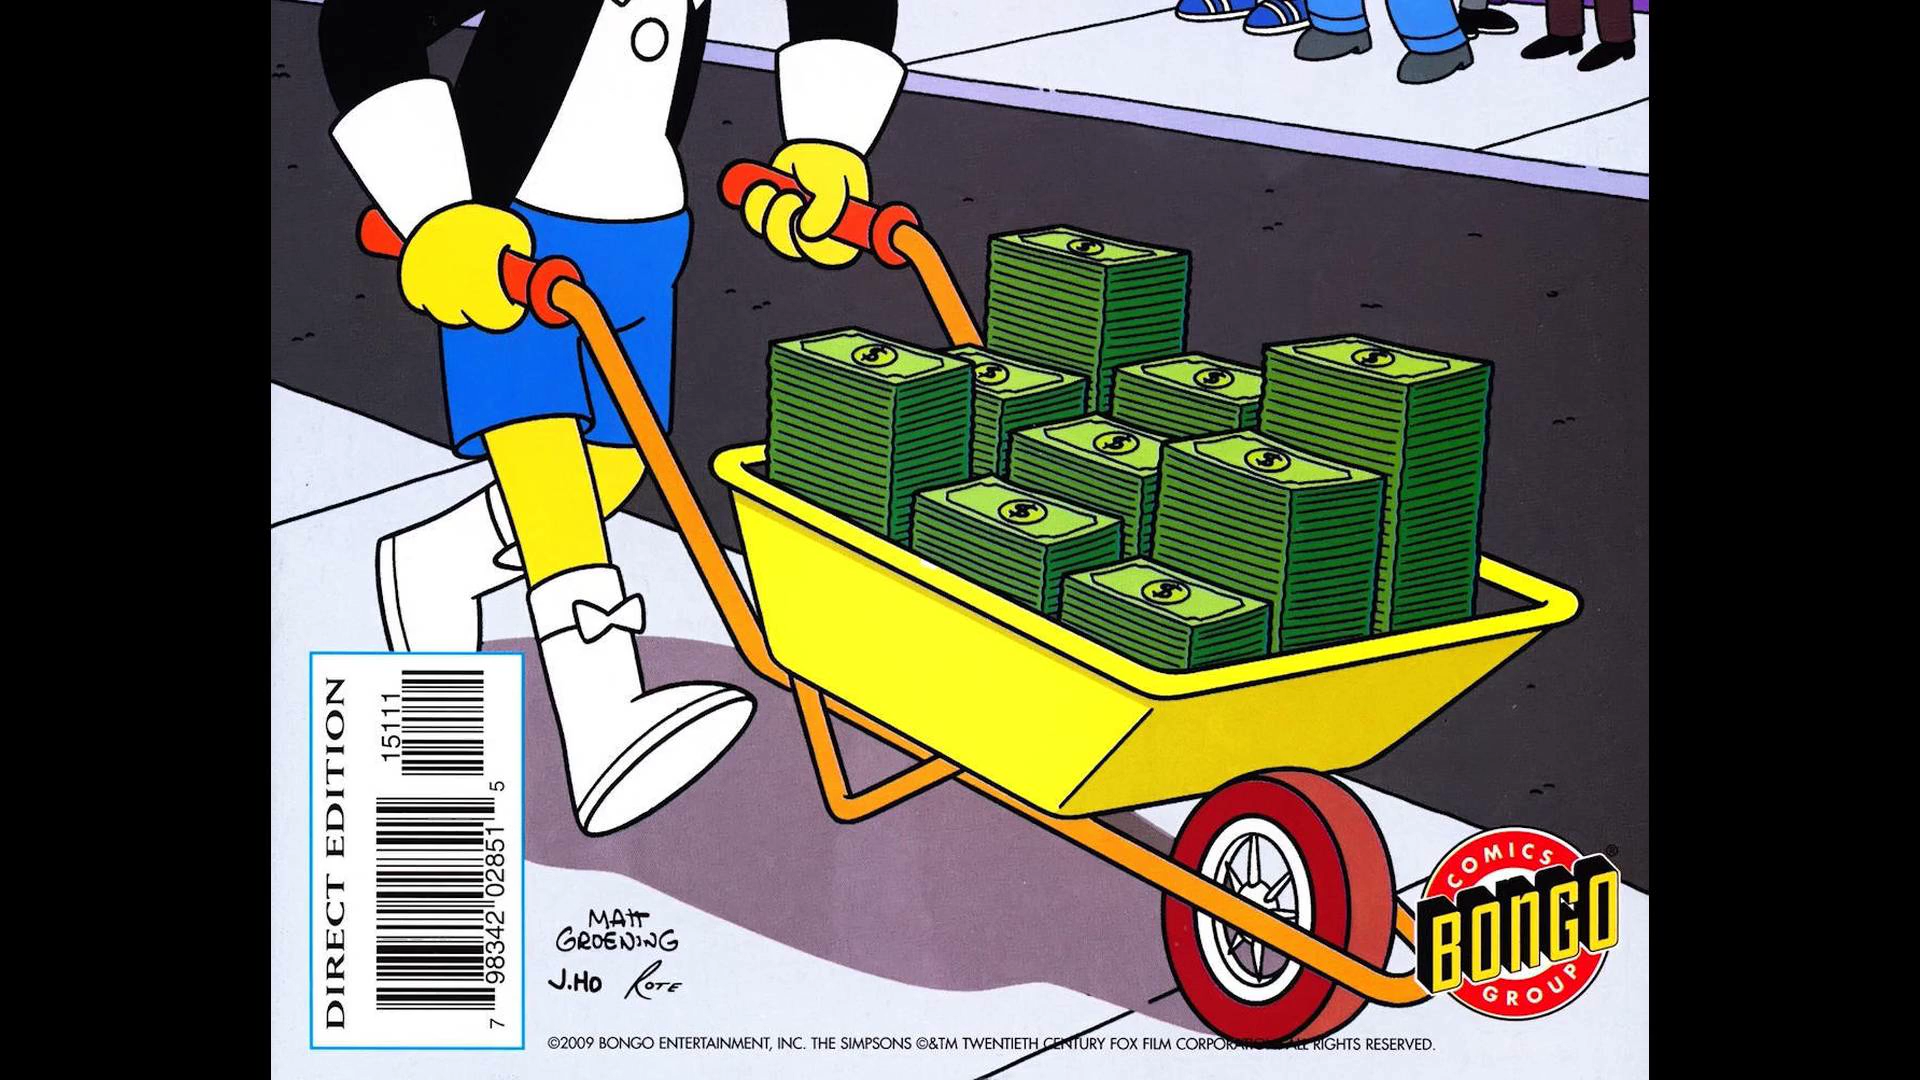 DIRECT EDITION
15111
7 98342 02851 5
MATT
GROENING
J.HO ROTE
COMICS
BONGO
GROUP
®
©2009 BONGO ENTERTAINMENT, INC. THE SIMPSONS ©&TM TWENTIETH CENTURY FOX FILM CORPORATION. ALL RIGHTS RESERVED.